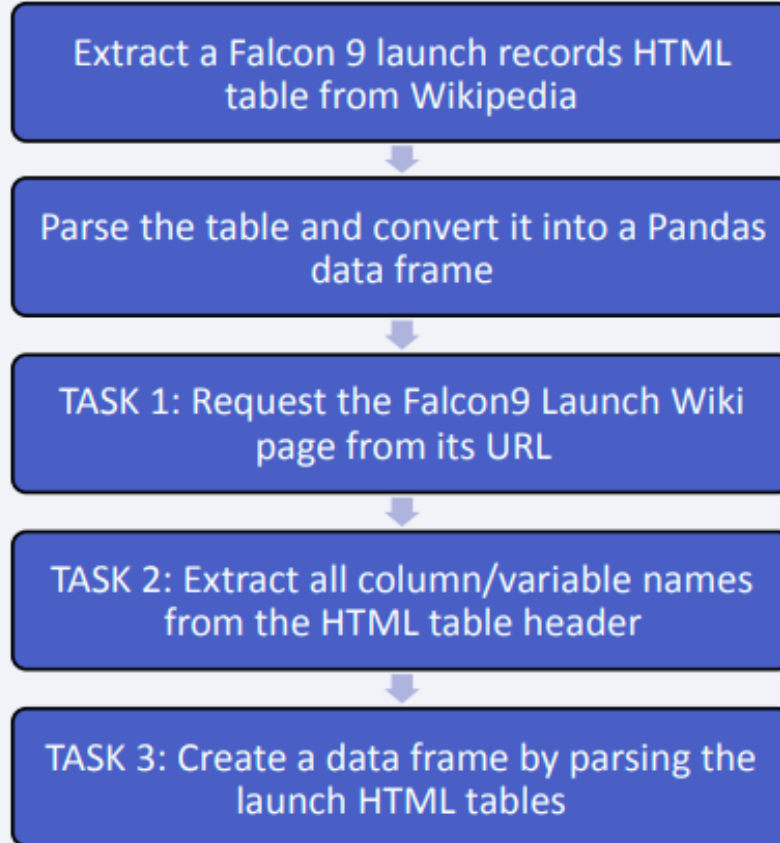 Extract a Falcon 9 launch records HTML
table from Wikipedia
Parse the table and convert it into a Pandas
data frame
TASK 1: Request the Falcon9 Launch Wiki
page from its URL
TASK 2: Extract all column/variable names
from the HTML table header
TASK 3: Create a data frame by parsing the
launch HTML tables